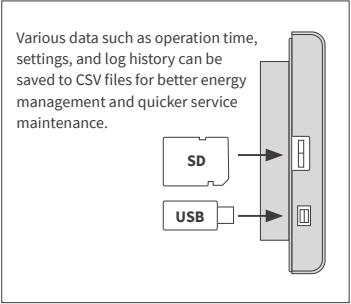 Various data such as operation time,
settings, and log history can be
saved to CSV files for better energy
management and quicker service
maintenance.
SD
USB